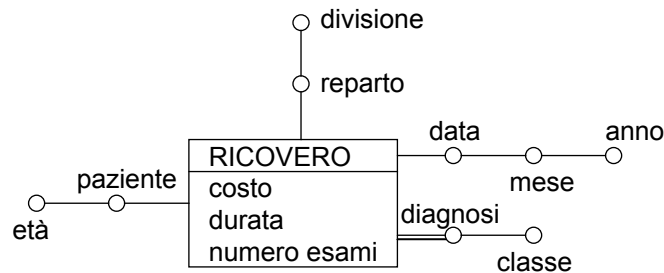 divisione
reparto
data
anno
RICOVERO
mese
paziente
costo
età
durata
diagnosi
numero esami
classe